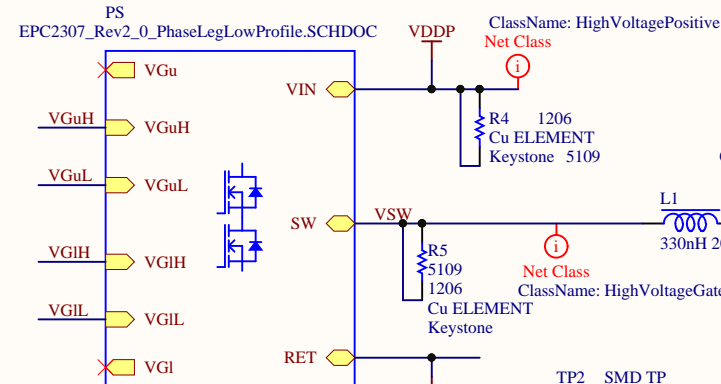 PS
EPC2307_Rev2_0_PhaseLegLowProfile.SCHDOC
VDDP
ClassName: HighVoltagePositive
Net Class
i
VGu
VIN
VGuH
VGuH
R4 1206
Cu ELEMENT
Keystone 5109
VGuL
VGuL
SW
VSW
L1
330nH
i
Net Class
ClassName: HighVoltageGate
R5
5109
1206
Cu ELEMENT
Keystone
VGlH
VGlH
VGlL
VGlL
RET
VGl
TP2 SMD TP